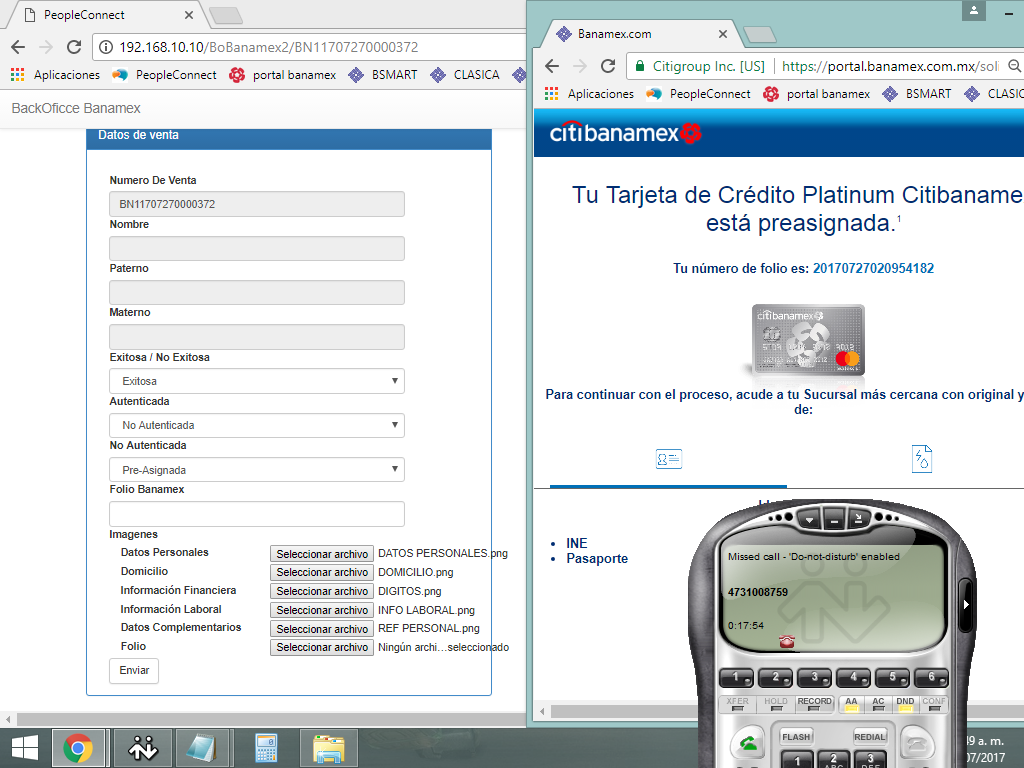 PeopleConnect
192.168.10.10/BoBanamex2/BN11707270000372
Aplicaciones PeopleConnect portal banamex BSMART CLASICA
BackOficce Banamex
Datos de venta
Numero De Venta
BN11707270000372
Nombre
Paterno
Materno
Exitosa / No Exitosa
Exitosa
Autenticada
No Autenticada
No Autenticada
Pre-Asignada
Folio Banamex
Imagenes
Datos Personales Seleccionar archivo DATOS PERSONALES.png
Domicilio Seleccionar archivo DOMICILIO.png
Información Financiera Seleccionar archivo DIGITOS.png
Información Laboral Seleccionar archivo INFO LABORAL.png
Datos Complementarios Seleccionar archivo REF PERSONAL.png
Folio Seleccionar archivo Ningún archi...seleccionado
Enviar
Banamex.com
Citigroup Inc. [US] https://portal.banamex.com.mx/soli
Aplicaciones PeopleConnect portal banamex BSMART CLASIC
citibanamex
Tu Tarjeta de Crédito Platinum Citibaname
está preasignada.1
Tu número de folio es: 20170727020954182
citibanamex
Para continuar con el proceso, acude a tu Sucursal más cercana con original y
de:
INE
Pasaporte
Missed call - 'Do-not-disturb' enabled
4731008759
0:17:54
1 2 3 4 5 6
XFER HOLD RECORD AA AC DND CONF
FLASH REDIAL
1 2 3
ABC DEF
49 a. m.
07/2017